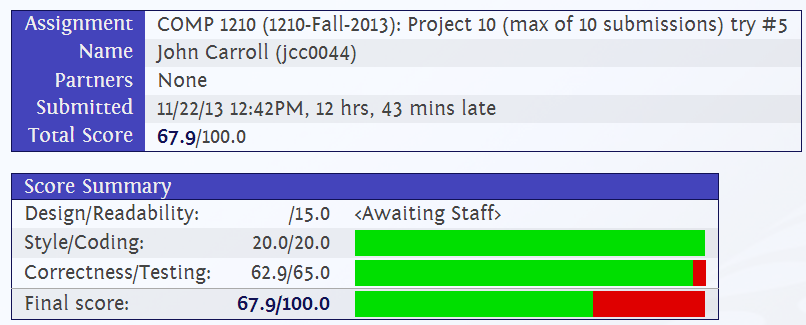 Assignment COMP 1210 (1210-Fall-2013): Project 10 (max of 10 submissions) try #5
Name John Carroll (jcc0044)
Partners None
Submitted 11/22/13 12:42PM, 12 hrs, 43 mins late
Total Score 67.9/100.0
Score Summary
Design/Readability: /15.0 <Awaiting Staff>
Style/Coding: 20.0/20.0
Correctness/Testing: 62.9/65.0
Final score: 67.9/100.0